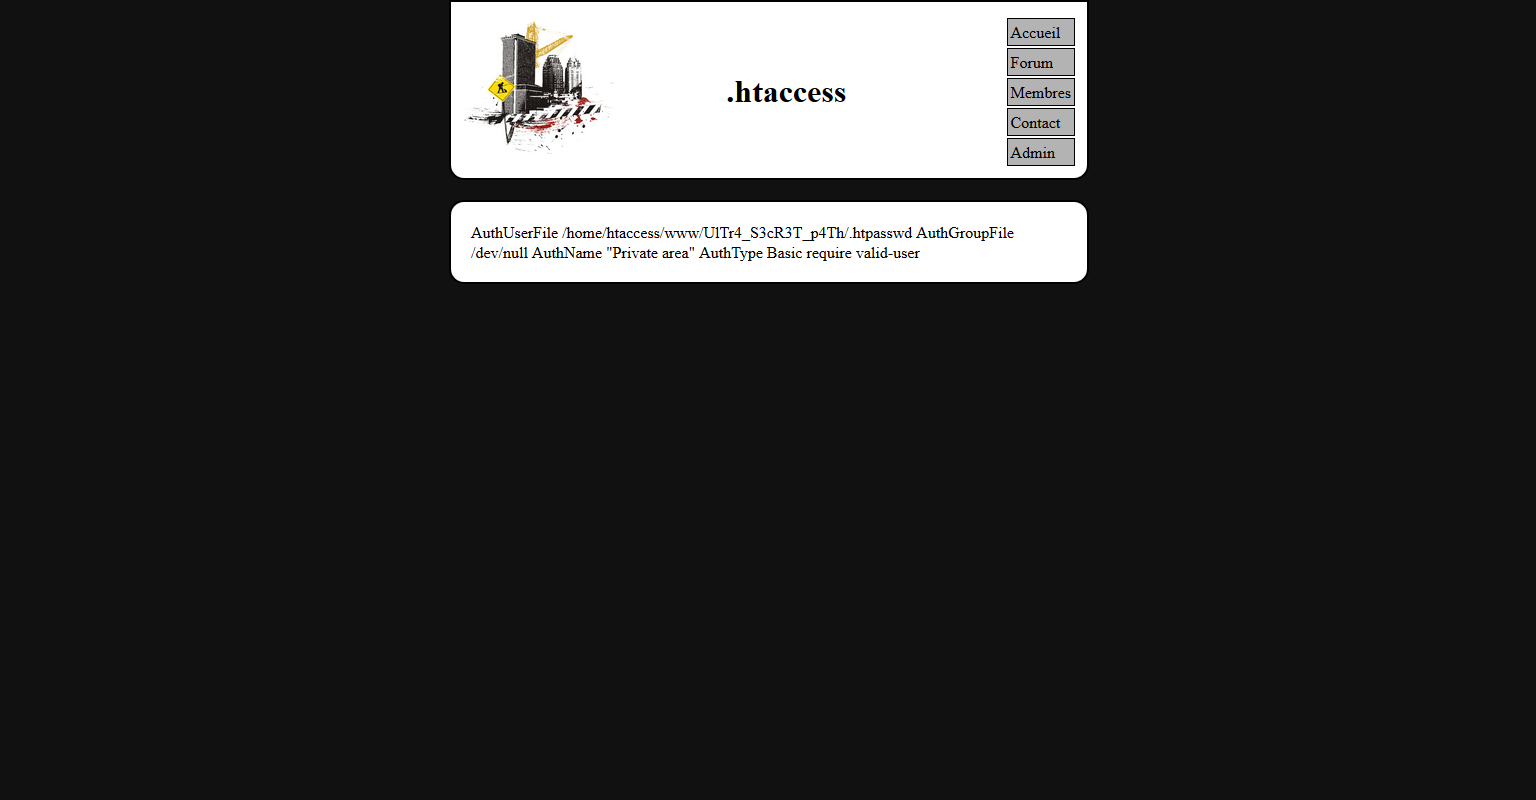 .htaccess
Accueil
Forum
Membres
Contact
Admin
AuthUserFile /home/htaccess/www/UlTr4_S3cR3T_p4Th/.htpasswd AuthGroupFile
/dev/null AuthName "Private area" AuthType Basic require valid-user